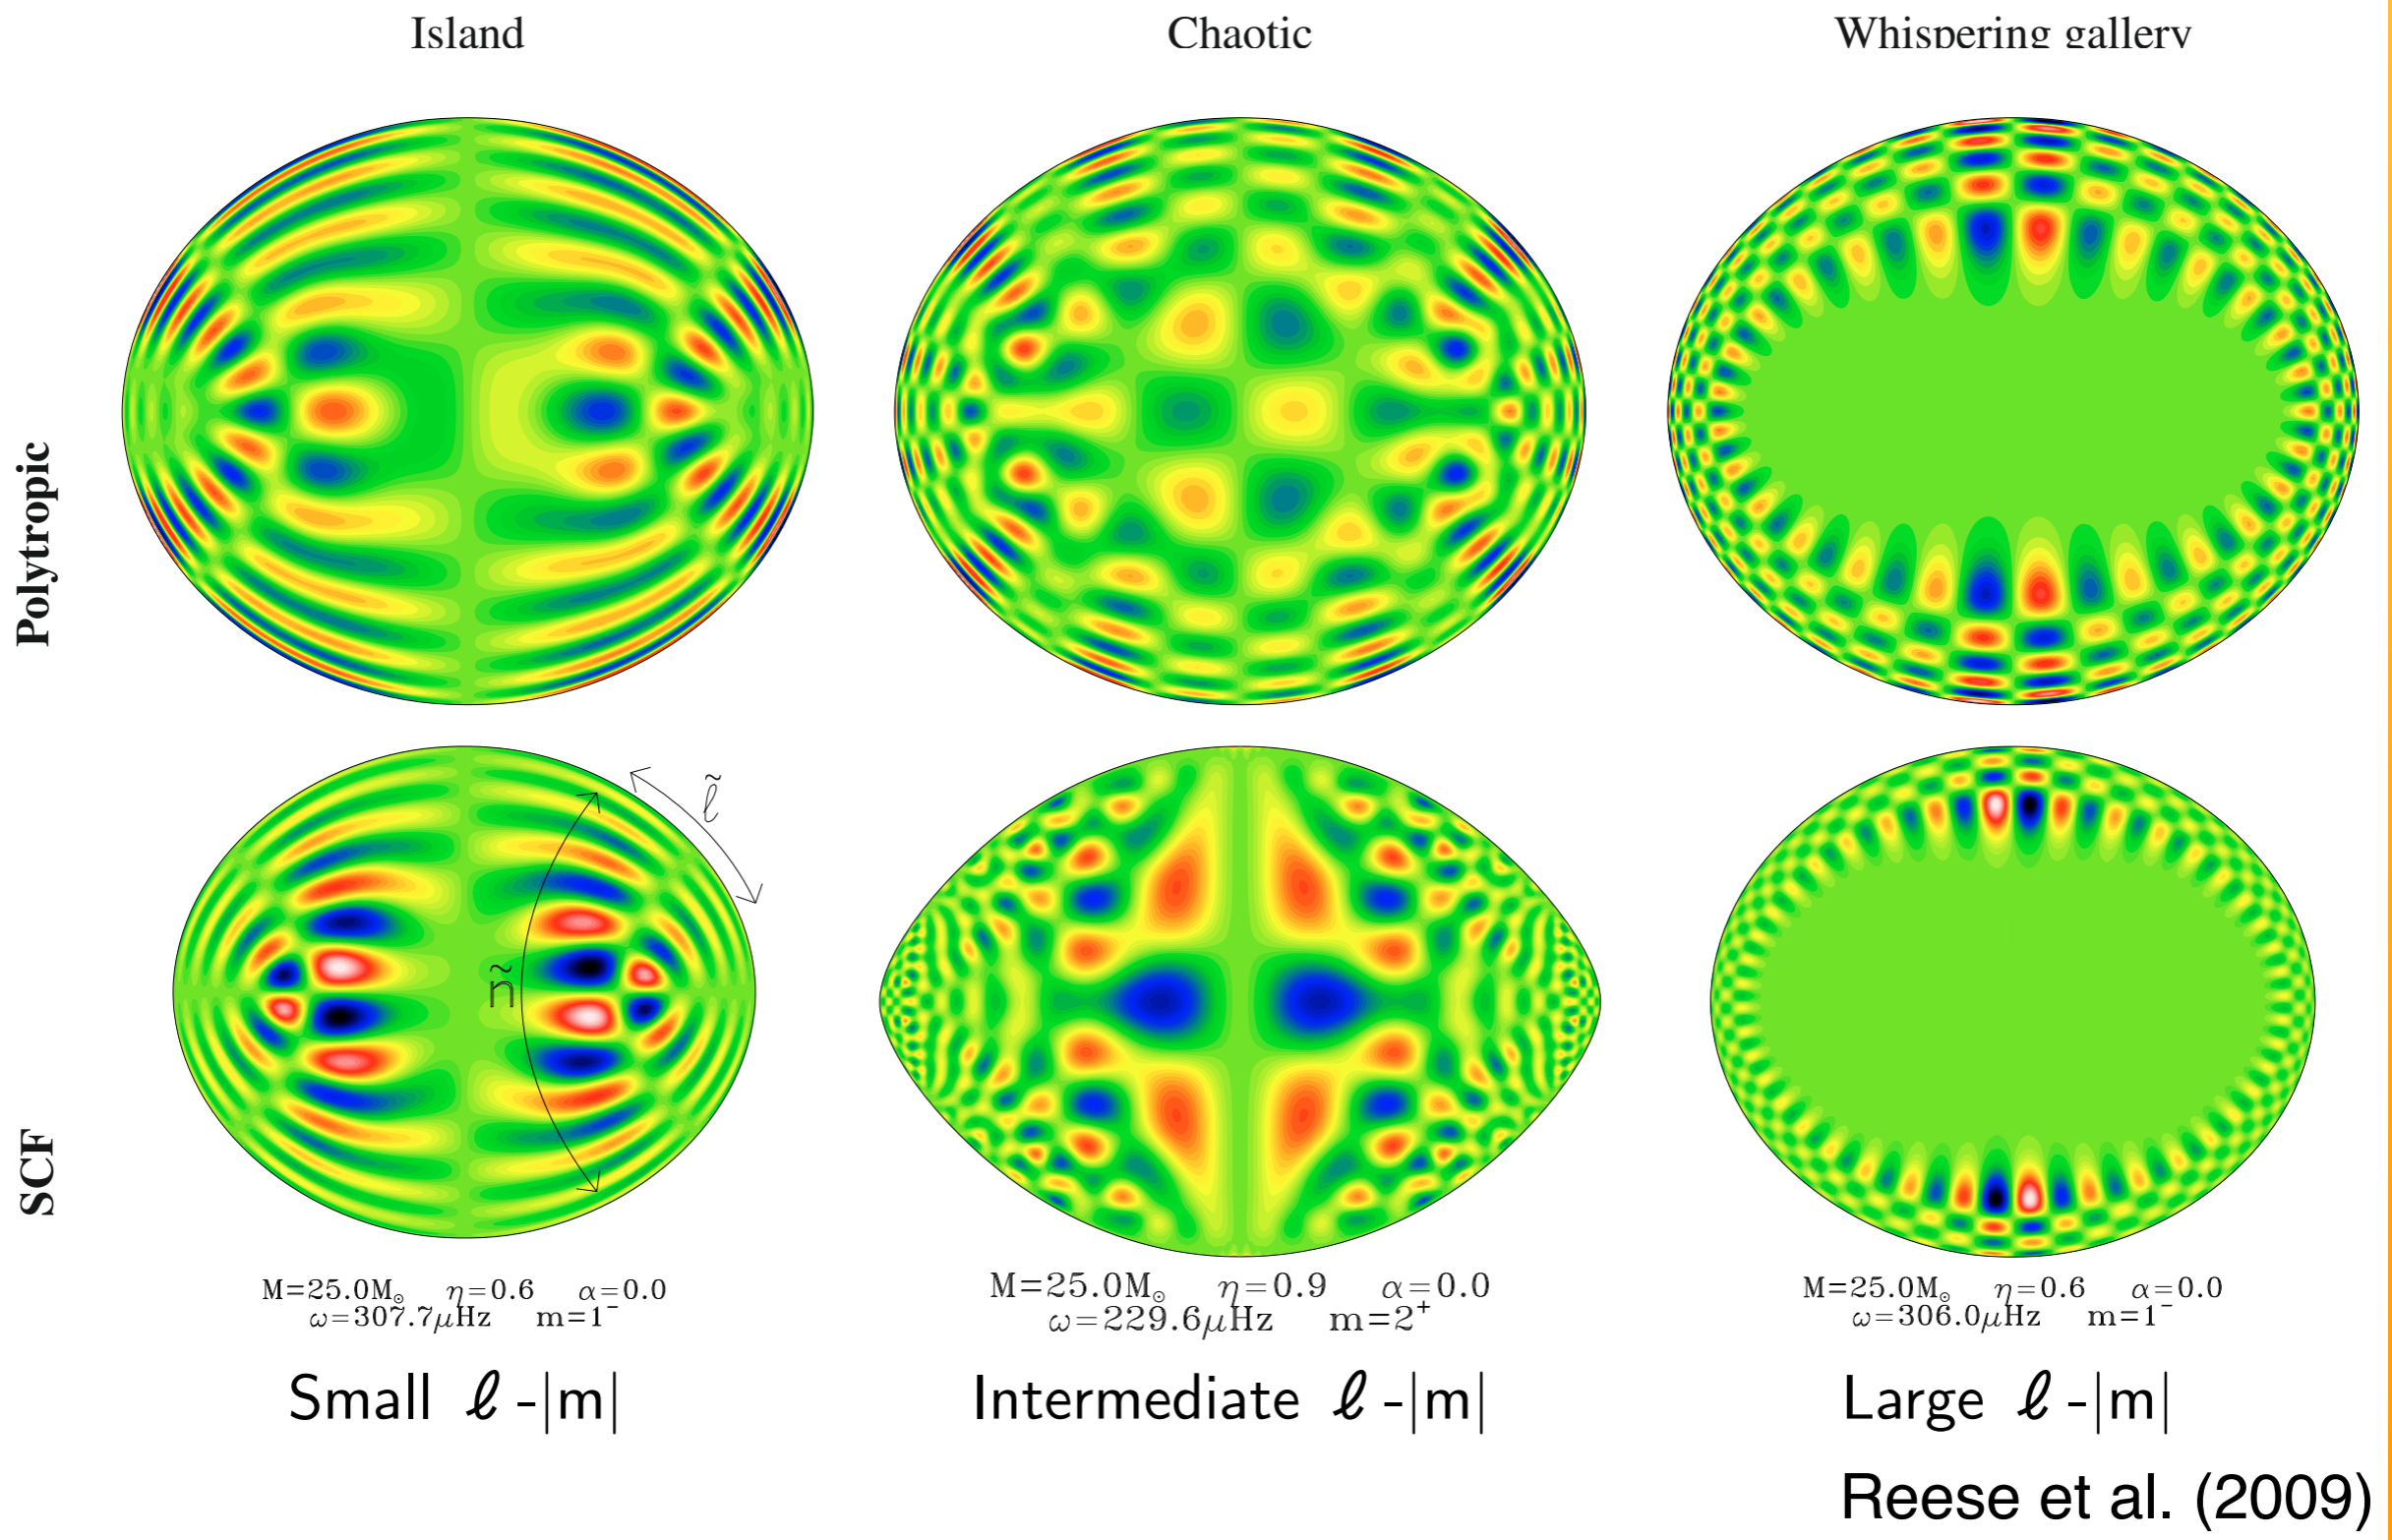 Island
Chaotic
Whispering gallery
Polytropic
SCF
ℓ̃
ñ
M=25.0M☉ η=0.6 α=0.0
ω=307.7μHz m=1⁻
M=25.0M☉ η=0.9 α=0.0
ω=229.6μHz m=2⁺
M=25.0M☉ η=0.6 α=0.0
ω=306.0μHz m=1⁻
Small ℓ -|m|
Intermediate ℓ -|m|
Large ℓ -|m|
Reese et al. (2009)